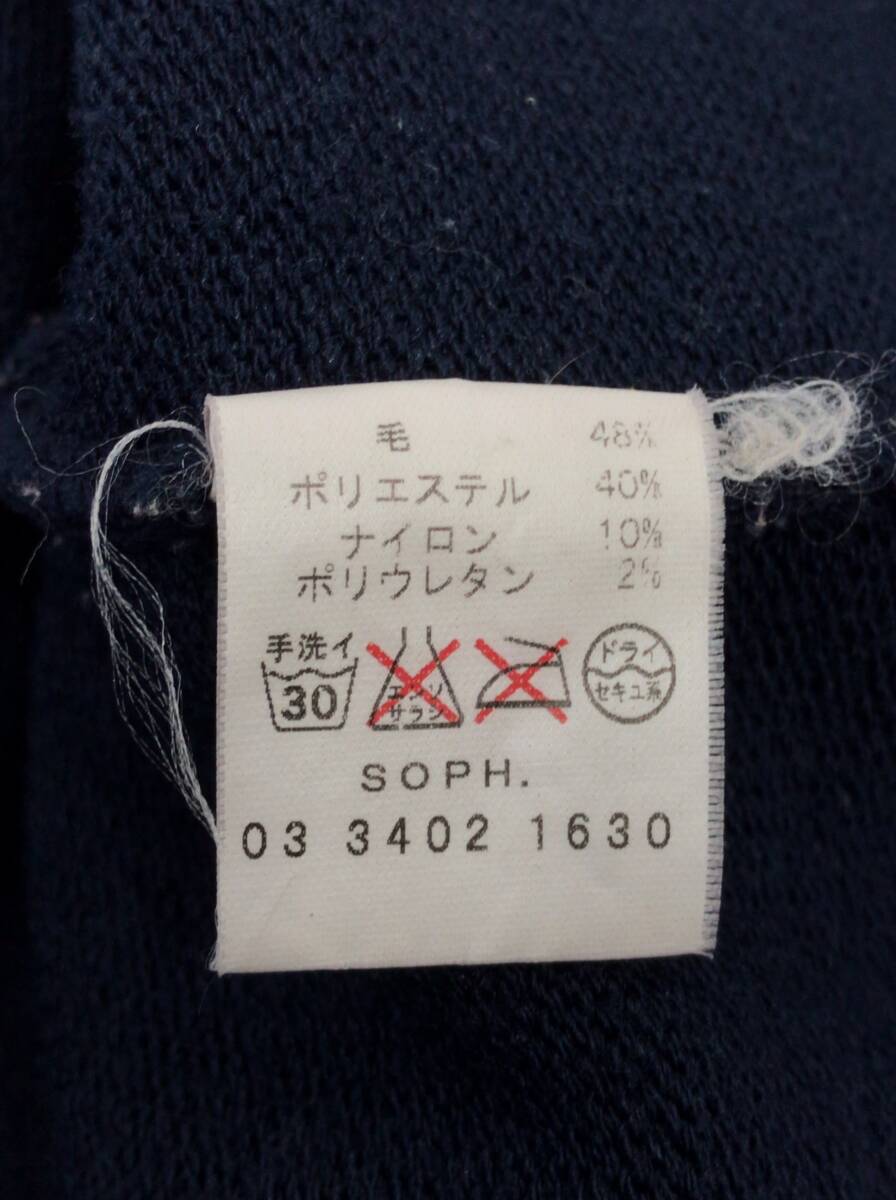 毛 48%
ポリエステル 40%
ナイロン 10%
ポリウレタン 2%
手洗イ
30
エンソ
サラシ
ドライ
セキユ系
SOPH.
03 3402 1630